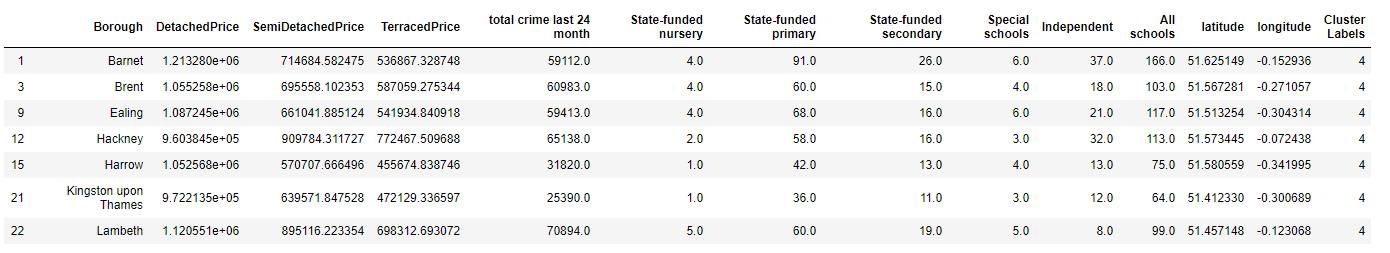 Borough DetachedPrice SemiDetachedPrice TerracedPrice total crime last 24 month State-funded nursery State-funded primary State-funded secondary Special schools Independent All schools latitude longitude Cluster Labels
1 Barnet 1.213280e+06 714684.582475 536867.328748 59112.0 4.0 91.0 26.0 6.0 37.0 166.0 51.625149 -0.152936 4
3 Brent 1.055258e+06 695558.102353 587059.275344 60983.0 4.0 60.0 15.0 4.0 18.0 103.0 51.567281 -0.271057 4
9 Ealing 1.087245e+06 661041.885124 541934.840918 59413.0 4.0 68.0 16.0 6.0 21.0 117.0 51.513254 -0.304314 4
12 Hackney 9.603845e+05 909784.311727 772467.509688 65138.0 2.0 58.0 16.0 3.0 32.0 113.0 51.573445 -0.072438 4
15 Harrow 1.052568e+06 570707.666496 455674.838746 31820.0 1.0 42.0 13.0 4.0 13.0 75.0 51.580559 -0.341995 4
21 Kingston upon Thames 9.722135e+05 639571.847528 472129.336597 25390.0 1.0 36.0 11.0 3.0 12.0 64.0 51.412330 -0.300689 4
22 Lambeth 1.120551e+06 895116.223354 698312.693072 70894.0 5.0 60.0 19.0 5.0 8.0 99.0 51.457148 -0.123068 4